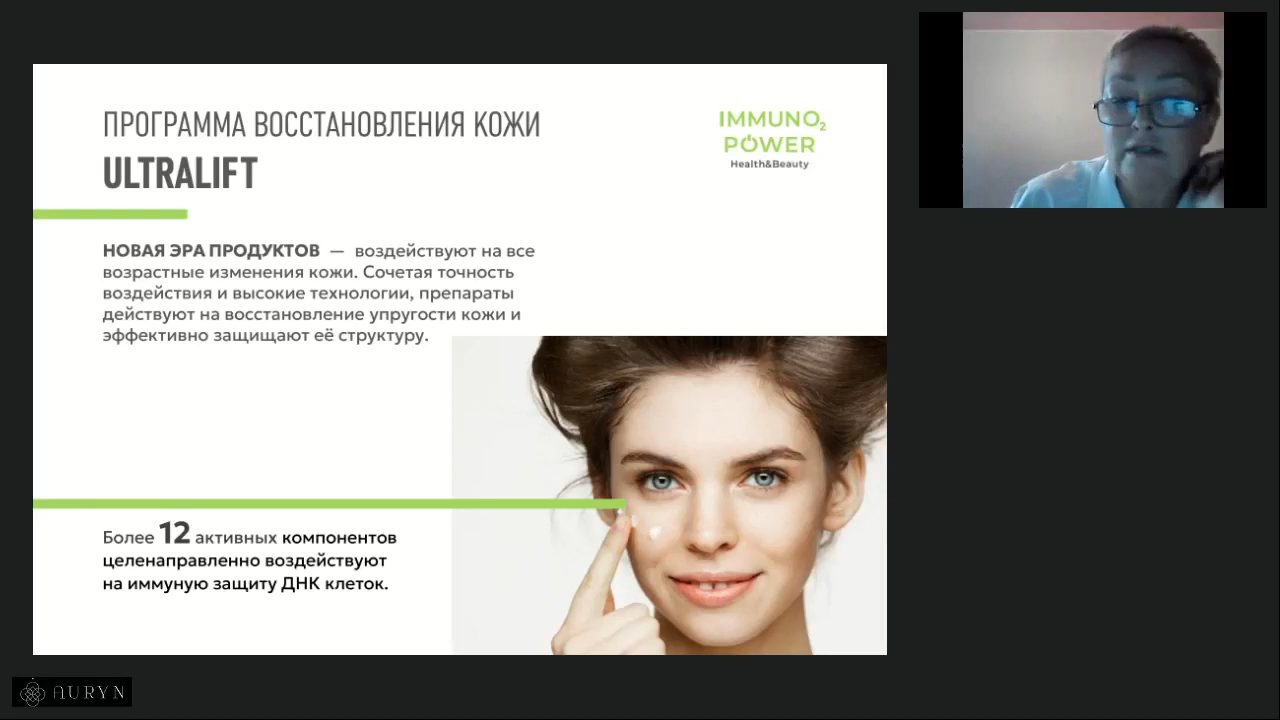 ПРОГРАММА ВОССТАНОВЛЕНИЯ КОЖИ
ULTRALIFT
IMMUNO₂
POWER
Health&Beauty
НОВАЯ ЭРА ПРОДУКТОВ — воздействуют на все
возрастные изменения кожи. Сочетая точность
воздействия и высокие технологии, препараты
действуют на восстановление упругости кожи и
эффективно защищают её структуру.
Более 12 активных компонентов
целенаправленно воздействуют
на иммуную защиту ДНК клеток.
AURYN